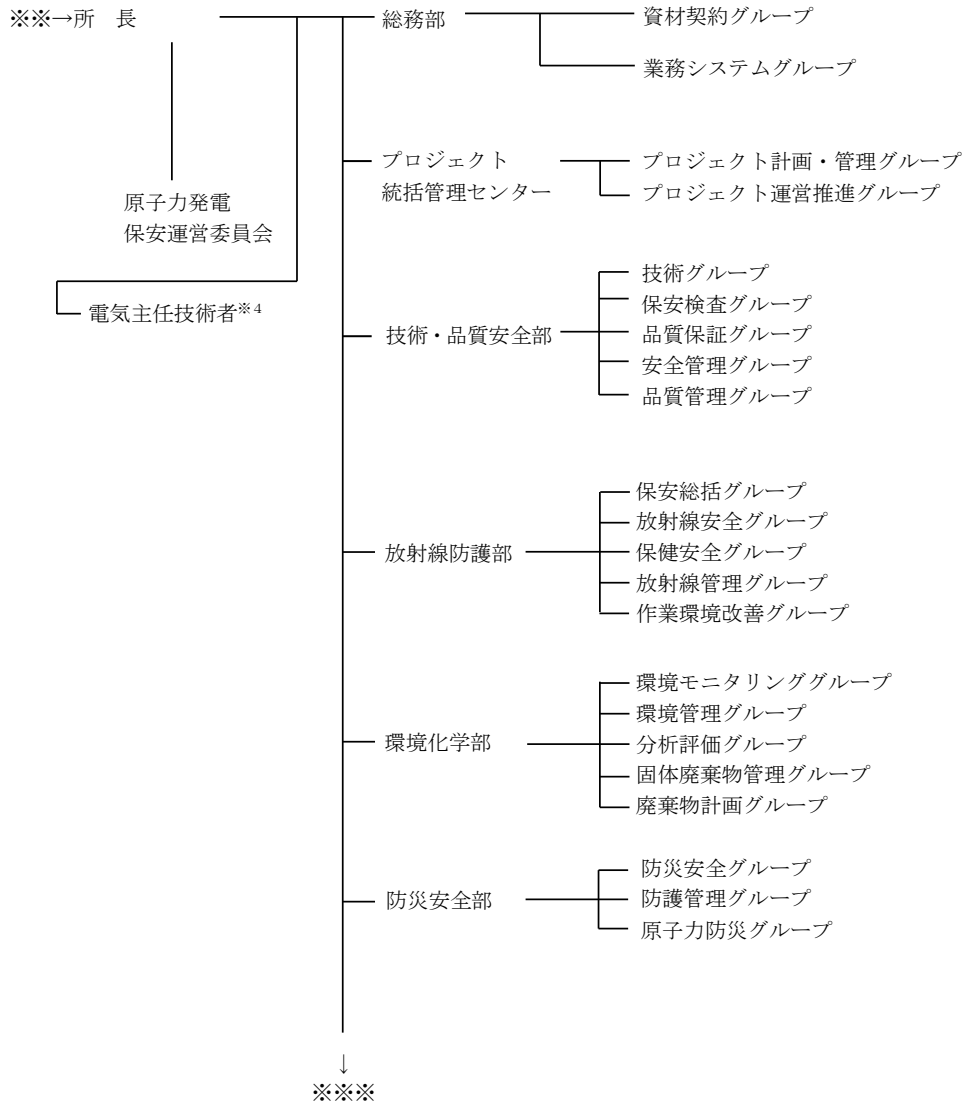 ※※→所　長
総務部
資材契約グループ
業務システムグループ
プロジェクト
統括管理センター
プロジェクト計画・管理グループ
プロジェクト運営推進グループ
原子力発電
保安運営委員会
電気主任技術者※4
技術・品質安全部
技術グループ
保安検査グループ
品質保証グループ
安全管理グループ
品質管理グループ
放射線防護部
保安総括グループ
放射線安全グループ
保健安全グループ
放射線管理グループ
作業環境改善グループ
環境化学部
環境モニタリンググループ
環境管理グループ
分析評価グループ
固体廃棄物管理グループ
廃棄物計画グループ
防災安全部
防災安全グループ
防護管理グループ
原子力防災グループ
↓
※※※